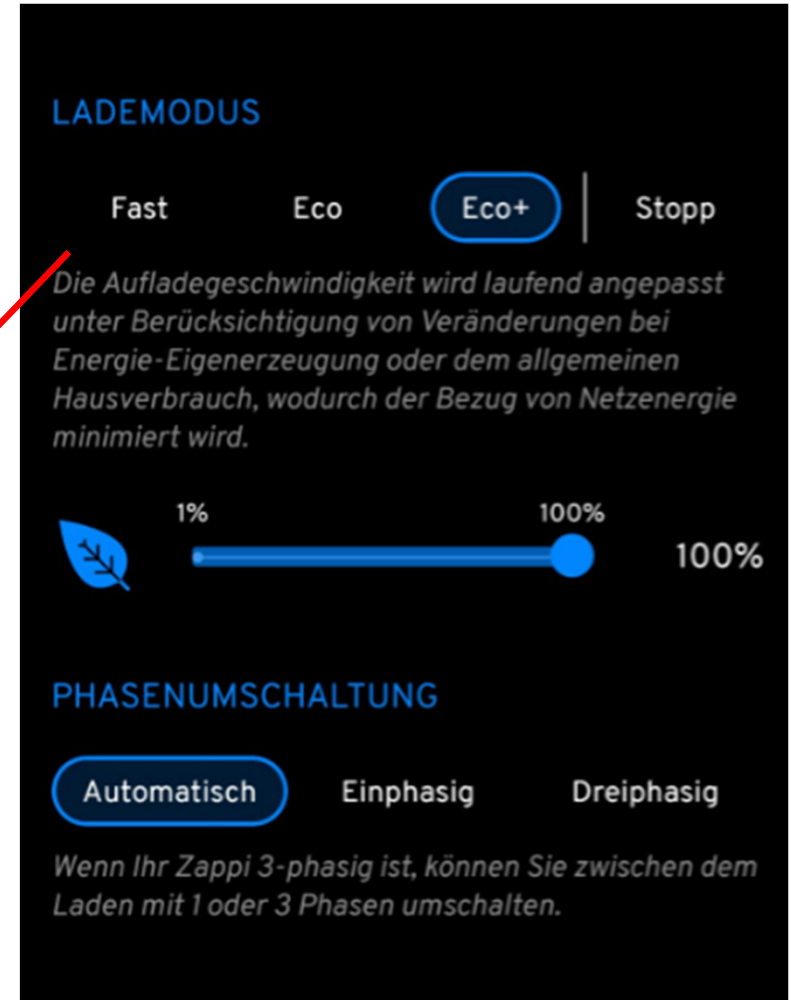 LADEMODUS
Fast Eco Eco+ Stopp
Die Aufladegeschwindigkeit wird laufend angepasst
unter Berücksichtigung von Veränderungen bei
Energie-Eigenerzeugung oder dem allgemeinen
Hausverbrauch, wodurch der Bezug von Netzenergie
minimiert wird.
1% 100%
100%
PHASENUMSCHALTUNG
Automatisch Einphasig Dreiphasig
Wenn Ihr Zappi 3-phasig ist, können Sie zwischen dem
Laden mit 1 oder 3 Phasen umschalten.